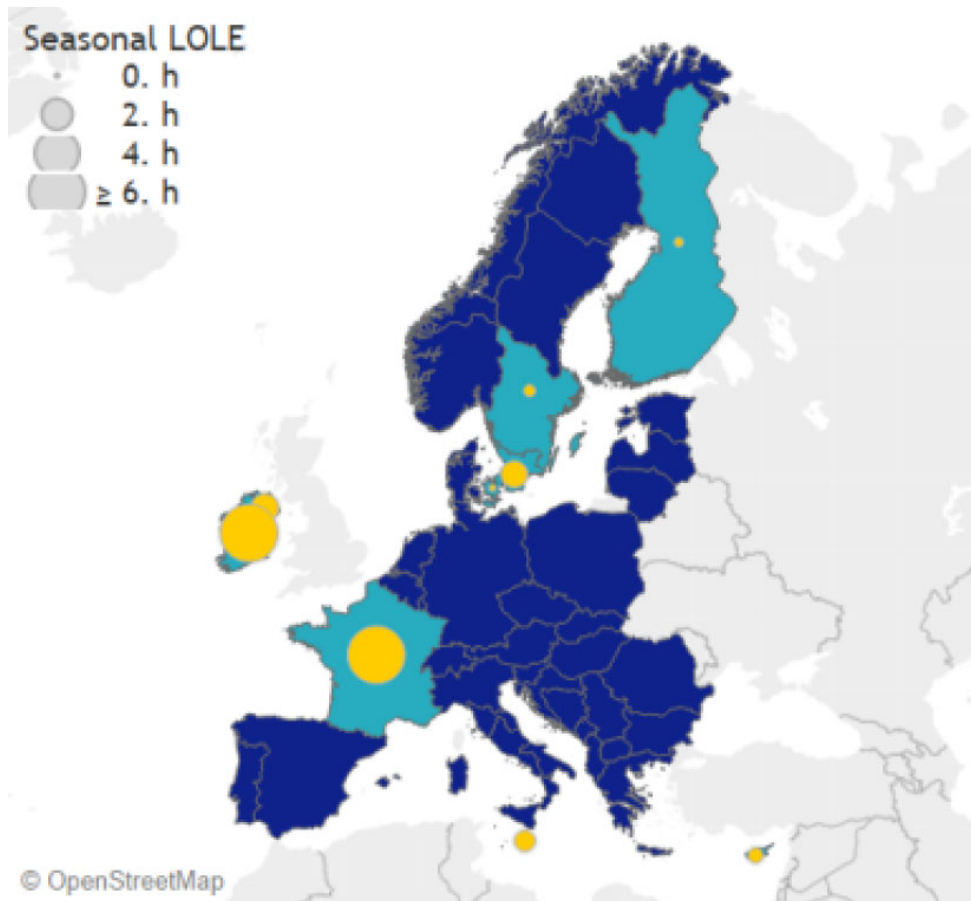 Seasonal LOLE
0. h
2. h
4. h
≥ 6. h
© OpenStreetMap